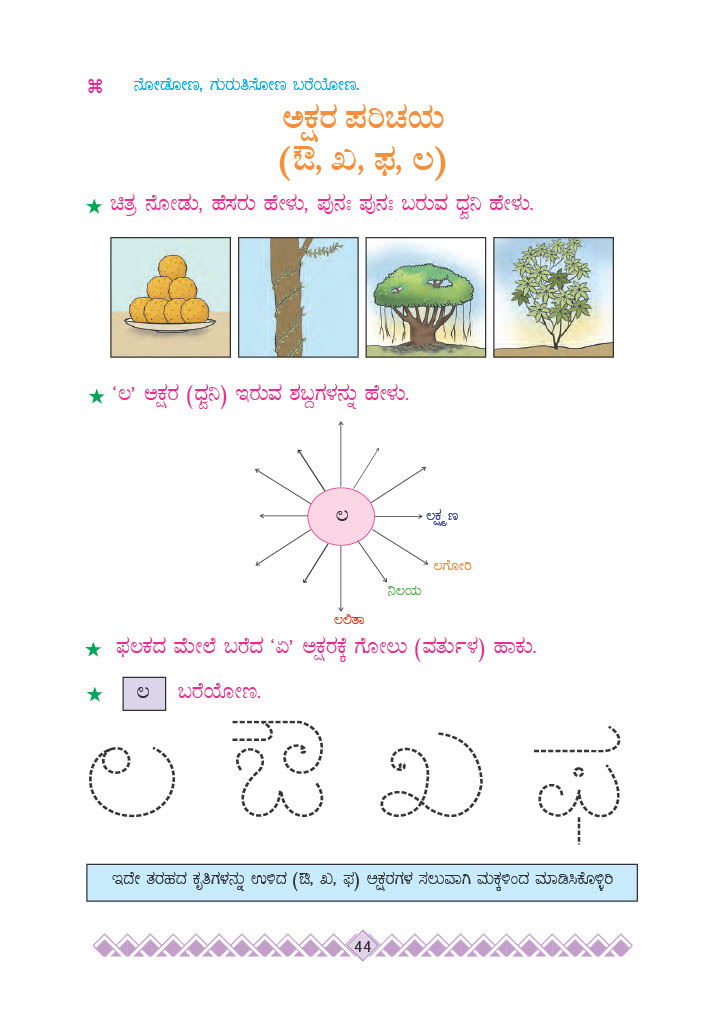 ⌘ ನೋಡೋಣ, ಗುರುತಿಸೋಣ ಬರೆಯೋಣ.
ಅಕ್ಷರ ಪರಿಚಯ
(ಔ, ಖ, ಫ, ಲ)
★ ಚಿತ್ರ ನೋಡು, ಹೆಸರು ಹೇಳು, ಪುನಃ ಪುನಃ ಬರುವ ಧ್ವನಿ ಹೇಳು.
★ ‘ಲ’ ಅಕ್ಷರ (ಧ್ವನಿ) ಇರುವ ಶಬ್ದಗಳನ್ನು ಹೇಳು.
ಲ
ಲಕ್ಷ್ಮಣ
ಲಗೋರಿ
ನಿಲಯ
ಲಲಿತಾ
★ ಫಲಕದ ಮೇಲೆ ಬರೆದ ‘ಏ’ ಅಕ್ಷರಕ್ಕೆ ಗೋಲು (ವರ್ತುಳ) ಹಾಕು.
★ ಲ ಬರೆಯೋಣ.
ಲ ಔ ಖ ಫ
ಇದೇ ತರಹದ ಕೃತಿಗಳನ್ನು ಉಳಿದ (ಔ, ಖ, ಫ) ಅಕ್ಷರಗಳ ಸಲುವಾಗಿ ಮಕ್ಕಳಿಂದ ಮಾಡಿಸಿಕೊಳ್ಳಿರಿ
44